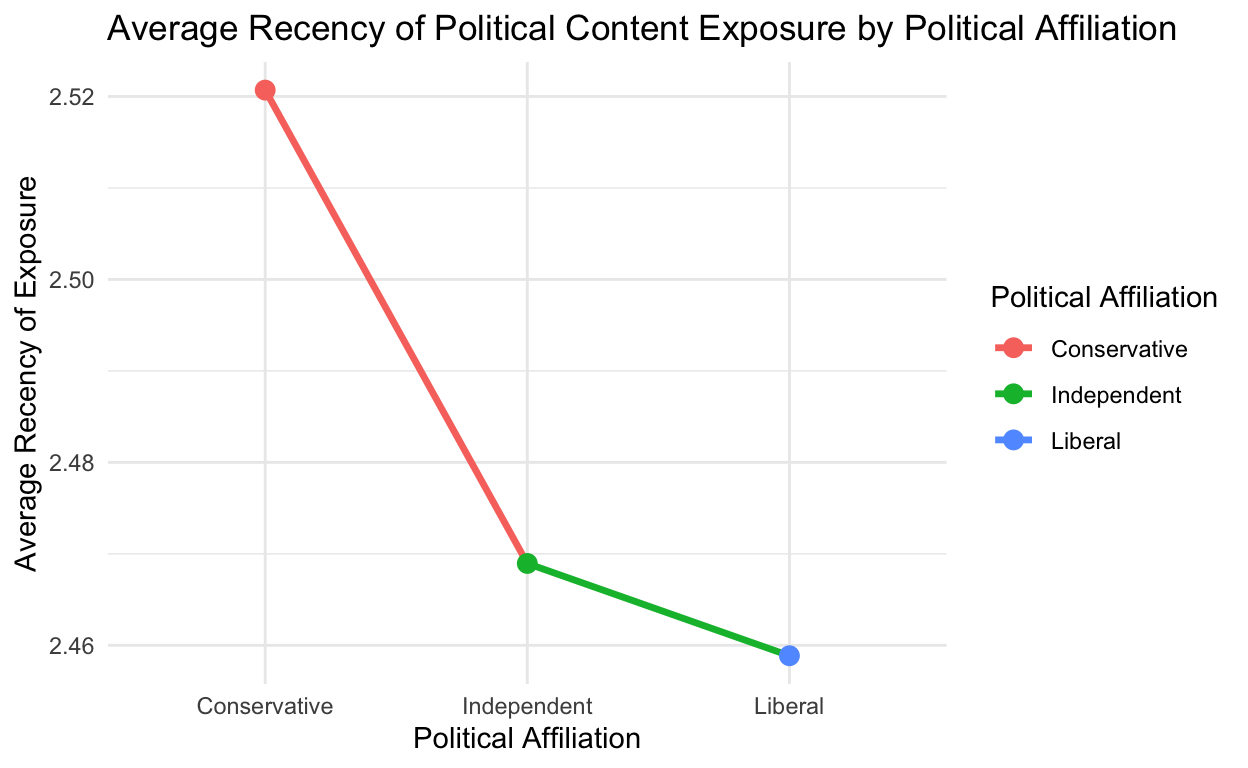 Average Recency of Political Content Exposure by Political Affiliation
Average Recency of Exposure
2.52
2.50
2.48
2.46
Conservative
Independent
Liberal
Political Affiliation
Political Affiliation
Conservative
Independent
Liberal